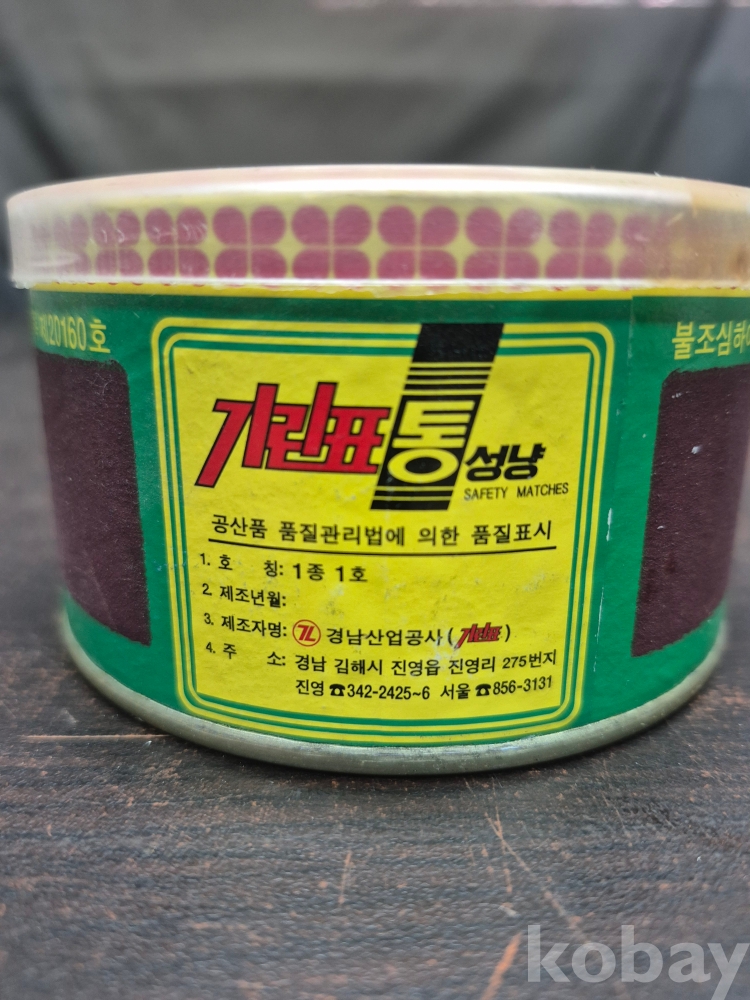 20160호
불조심하
기린표통성냥
SAFETY MATCHES
공산품 품질관리법에 의한 품질표시
1. 호 칭: 1종 1호
2. 제조년월:
3. 제조자명: 경남산업공사(기린표)
4. 주 소: 경남 김해시 진영읍 진영리 275번지
진영 ☎342-2425~6 서울 ☎856-3131
kobay